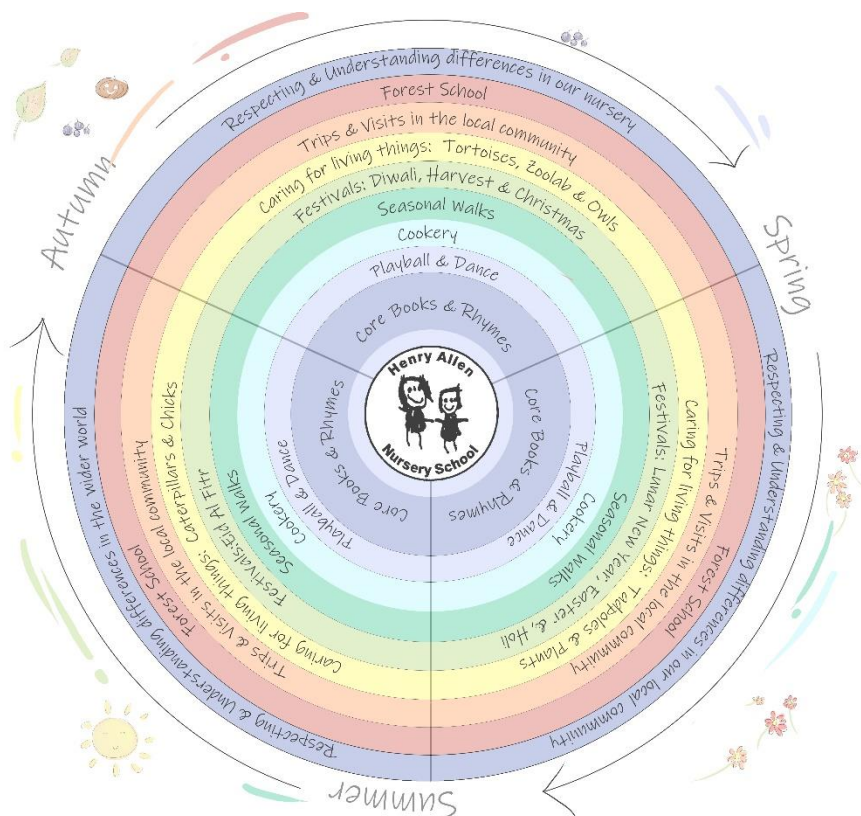 Autumn
Respecting & Understanding differences in our nursery
Forest School
Trips & Visits in the local community
Caring for living things: Tortoises, Zoolab & Owls
Festivals: Diwali, Harvest & Christmas
Seasonal Walks
Cookery
Playball & Dance
Core Books & Rhymes
Spring
Respecting & Understanding differences in our local community
Forest School
Trips & Visits in the local community
Caring for living things: Tadpoles & Plants
Festivals: Lunar New Year, Easter & Holi
Seasonal Walks
Cookery
Playball & Dance
Core Books & Rhymes
Summer
Respecting & Understanding differences in the wider world
Forest School
Trips & Visits in the local community
Caring for living things: Caterpillars & Chicks
Festivals: Eid Al Fitr
Seasonal Walks
Cookery
Playball & Dance
Core Books & Rhymes
Henry Allen
Nursery School